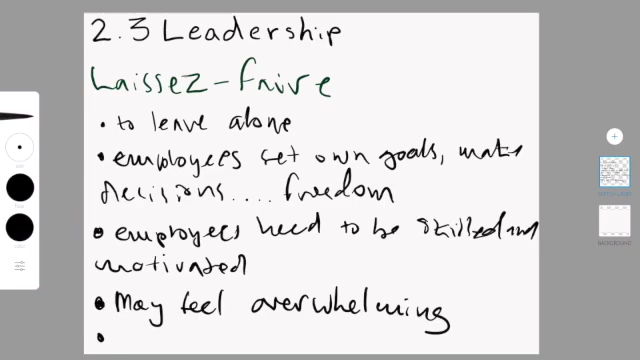 2.3 Leadership
Laissez-faire
• to leave alone
• employees set own goals, make
decisions.... freedom
• employees need to be skilled and
motivated
• May feel overwhelming
•